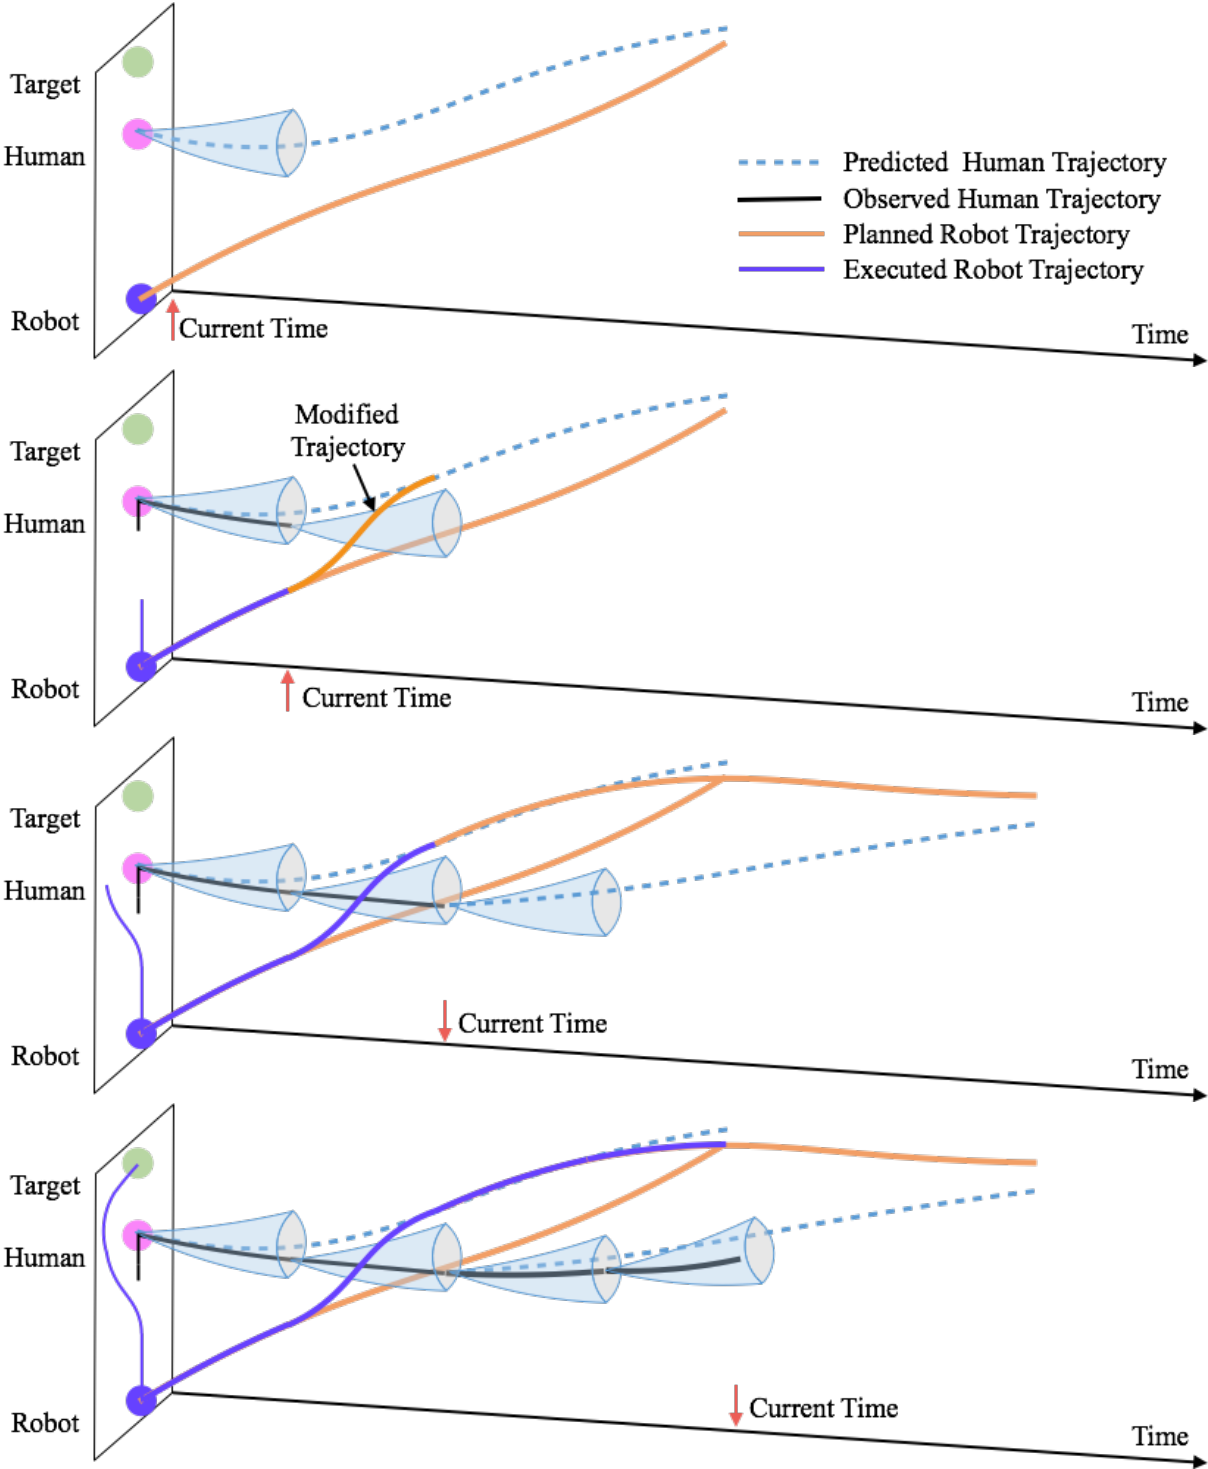 Target
Human
Predicted Human Trajectory
Observed Human Trajectory
Planned Robot Trajectory
Executed Robot Trajectory
Robot
Current Time
Time
Modified
Trajectory
Target
Human
Robot
Current Time
Time
Target
Human
Current Time
Robot
Time
Target
Human
Current Time
Robot
Time